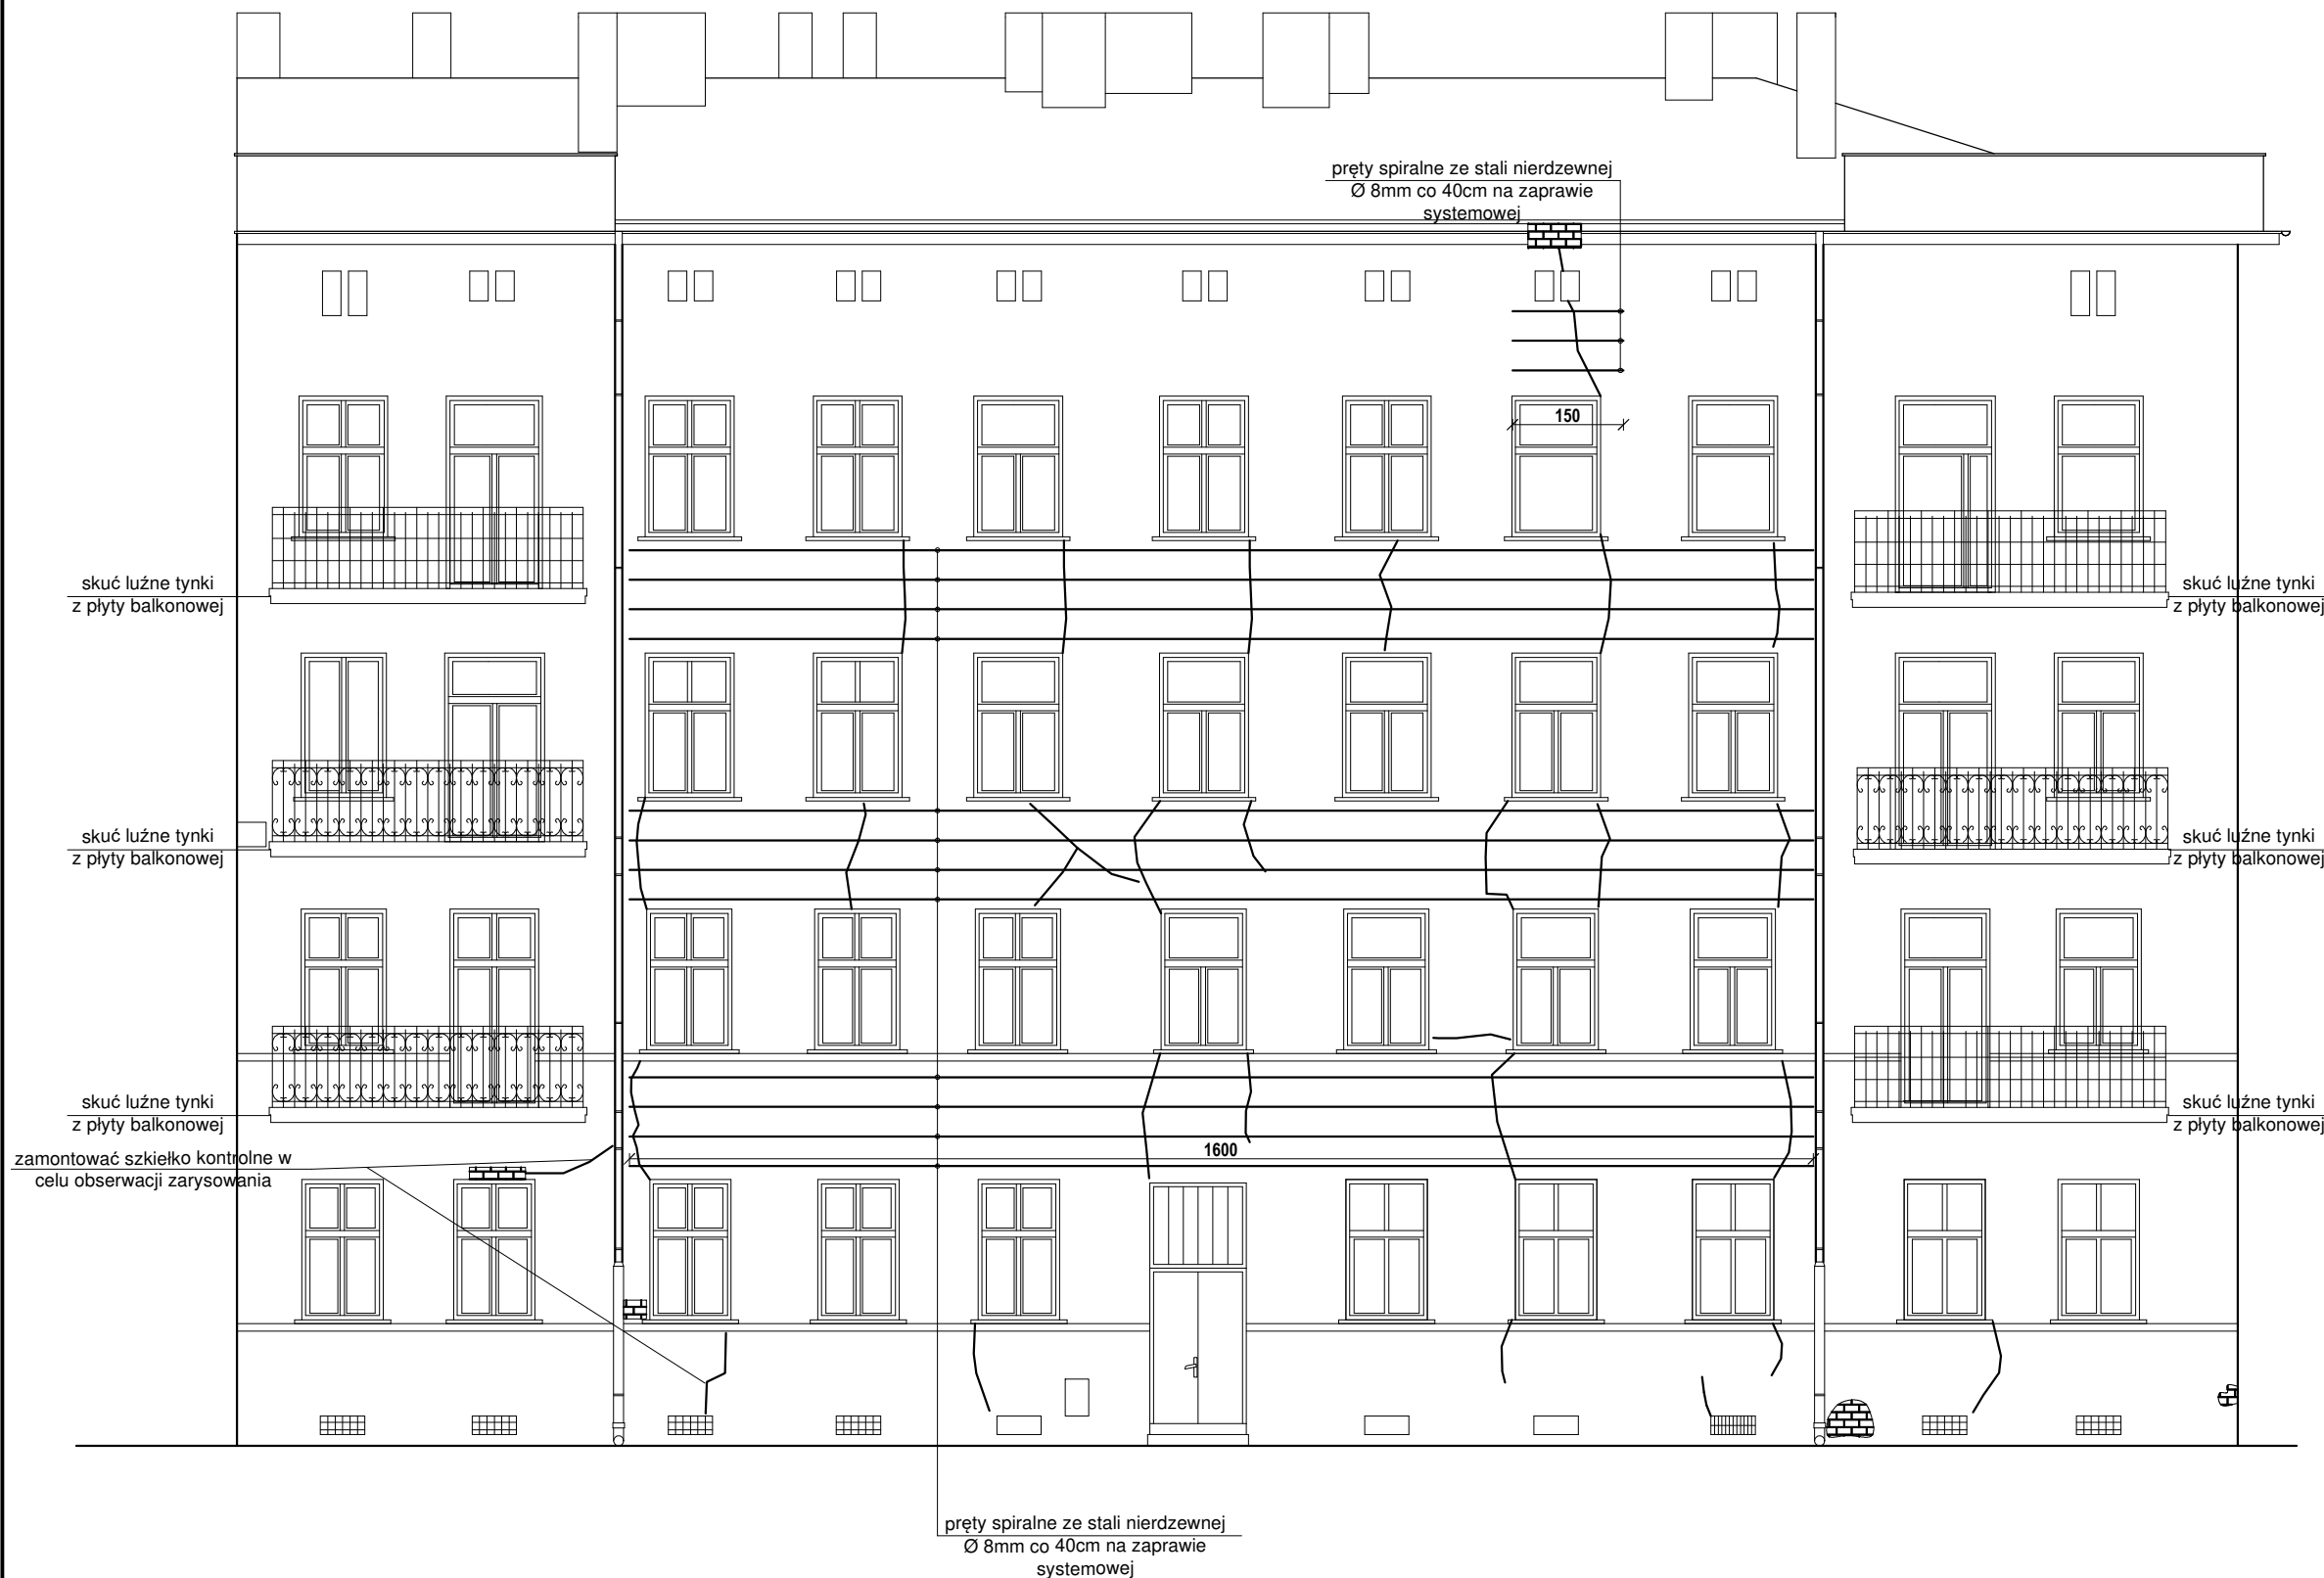 pręty spiralne ze stali nierdzewnej
Ø 8mm co 40cm na zaprawie
systemowej
150
skuć luźne tynki
z płyty balkonowej
skuć luźne tynki
z płyty balkonowej
skuć luźne tynki
z płyty balkonowej
skuć luźne tynki
z płyty balkonowej
skuć luźne tynki
z płyty balkonowej
skuć luźne tynki
z płyty balkonowej
zamontować szkiełko kontrolne w
celu obserwacji zarysowania
1600
pręty spiralne ze stali nierdzewnej
Ø 8mm co 40cm na zaprawie
systemowej